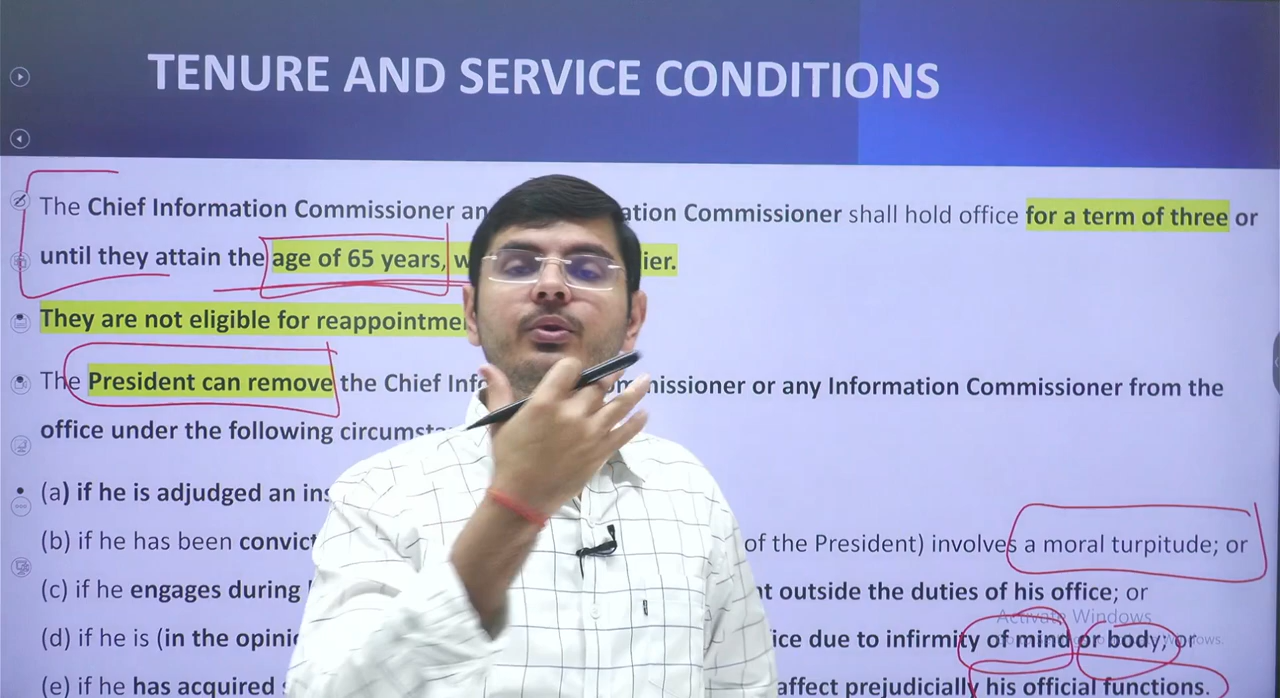 TENURE AND SERVICE CONDITIONS
The Chief Information Commissioner an ation Commissioner shall hold office for a term of three or
until they attain the age of 65 years, w ier.
They are not eligible for reappointme
The President can remove the Chief Info missioner or any Information Commissioner from the
office under the following circumst
(a) if he is adjudged an ins
(b) if he has been convict of the President) involves a moral turpitude; or
(c) if he engages during outside the duties of his office; or
Activate Windows
(d) if he is (in the opinio ice due to infirmity of mind or body; or
(e) if he has acquired affect prejudicially his official functions.